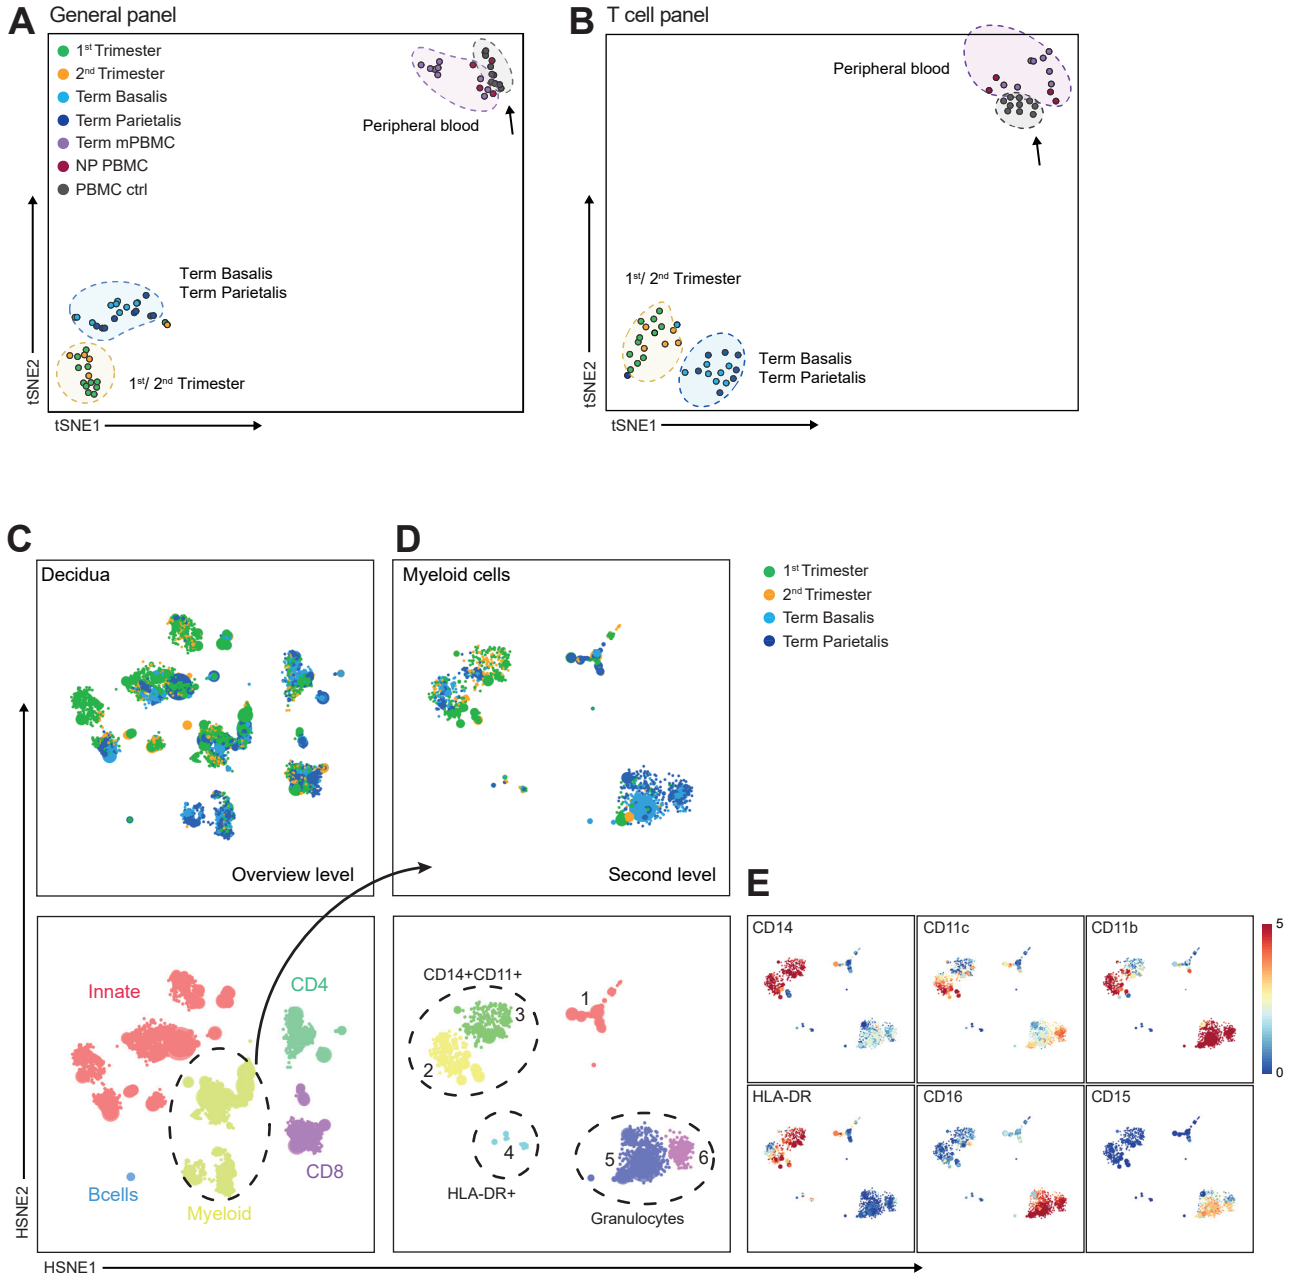 A
General panel
1st Trimester
2nd Trimester
Term Basalis
Term Parietalis
Term mPBMC
NP PBMC
PBMC ctrl
Peripheral blood
Term Basalis
Term Parietalis
1st/ 2nd Trimester
tSNE2
tSNE1
B
T cell panel
Peripheral blood
1st/ 2nd Trimester
Term Basalis
Term Parietalis
tSNE2
tSNE1
C
Decidua
Overview level
D
Myeloid cells
Second level
1st Trimester
2nd Trimester
Term Basalis
Term Parietalis
Innate
CD4
CD8
Bcells
Myeloid
CD14+CD11+
1
3
2
4
HLA-DR+
5
6
Granulocytes
HSNE2
HSNE1
E
CD14
CD11c
CD11b
5
0
HLA-DR
CD16
CD15